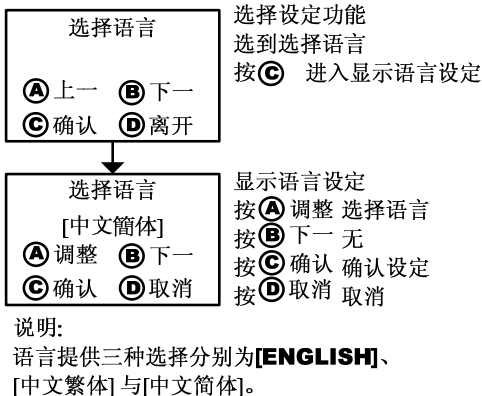 选择语言
Ⓐ上一 Ⓑ下一
Ⓒ确认 Ⓓ离开
选择设定功能
选到选择语言
按Ⓒ 进入显示语言设定
选择语言
[中文簡体]
Ⓐ调整 Ⓑ下一
Ⓒ确认 Ⓓ取消
显示语言设定
按Ⓐ调整 选择语言
按Ⓑ下一 无
按Ⓒ确认 确认设定
按Ⓓ取消 取消
说明:
语言提供三种选择分别为[ENGLISH]、
[中文繁体] 与[中文简体]。